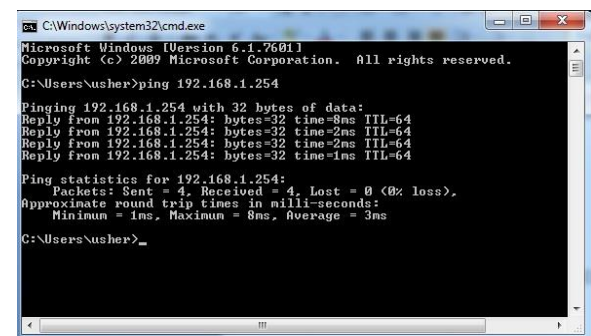 C:\Windows\system32\cmd.exe
Microsoft Windows [Version 6.1.7601]
Copyright (c) 2009 Microsoft Corporation. All rights reserved.
C:\Users\usher>ping 192.168.1.254
Pinging 192.168.1.254 with 32 bytes of data:
Reply from 192.168.1.254: bytes=32 time=8ms TTL=64
Reply from 192.168.1.254: bytes=32 time=2ms TTL=64
Reply from 192.168.1.254: bytes=32 time=2ms TTL=64
Reply from 192.168.1.254: bytes=32 time=1ms TTL=64
Ping statistics for 192.168.1.254:
Packets: Sent = 4, Received = 4, Lost = 0 (0% loss),
Approximate round trip times in milli-seconds:
Minimum = 1ms, Maximum = 8ms, Average = 3ms
C:\Users\usher>_